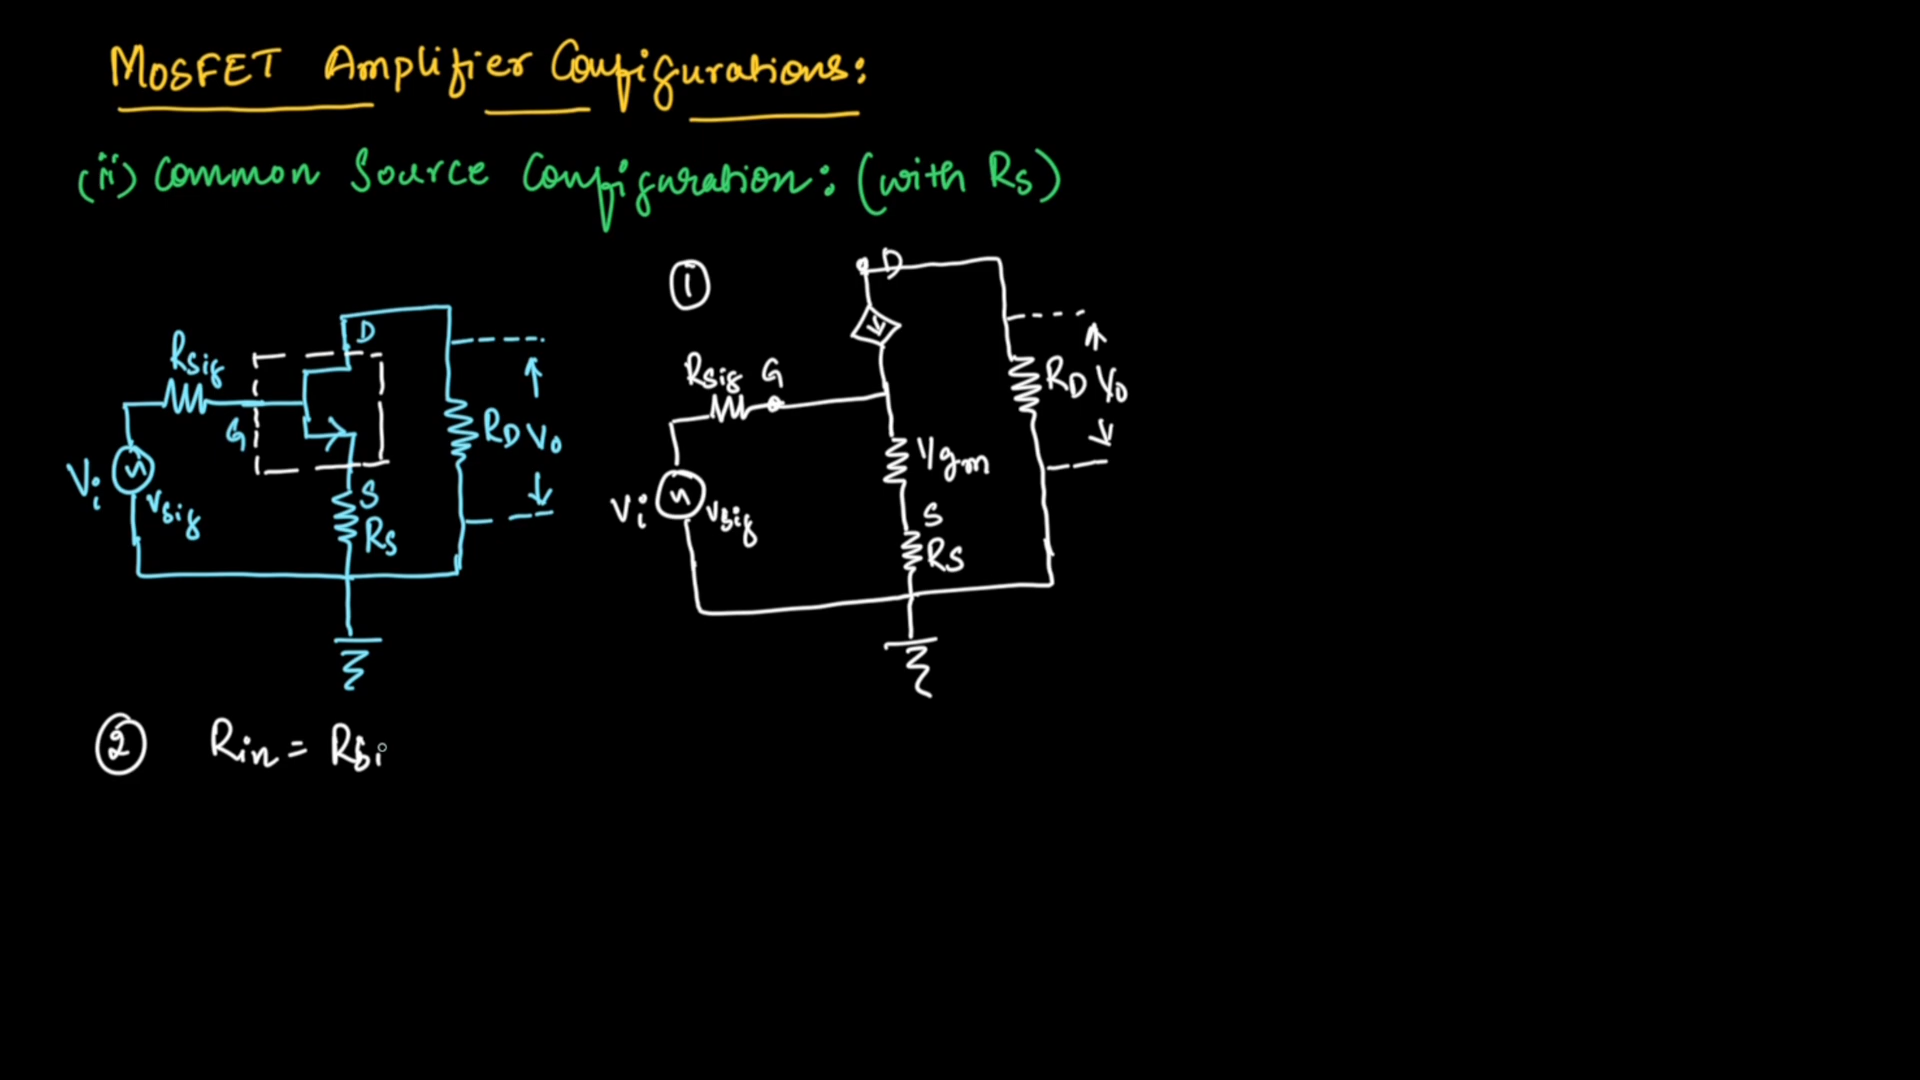 MOSFET Amplifier Configurations:
(ii) Common Source Configuration: (with RS)
Rsig
G
D
S
RS
RD
Vo
Vi
Vsig
1
D
Rsig G
1/gm
S
RS
RD
VO
Vi
Vsig
2 Rin = Rsi